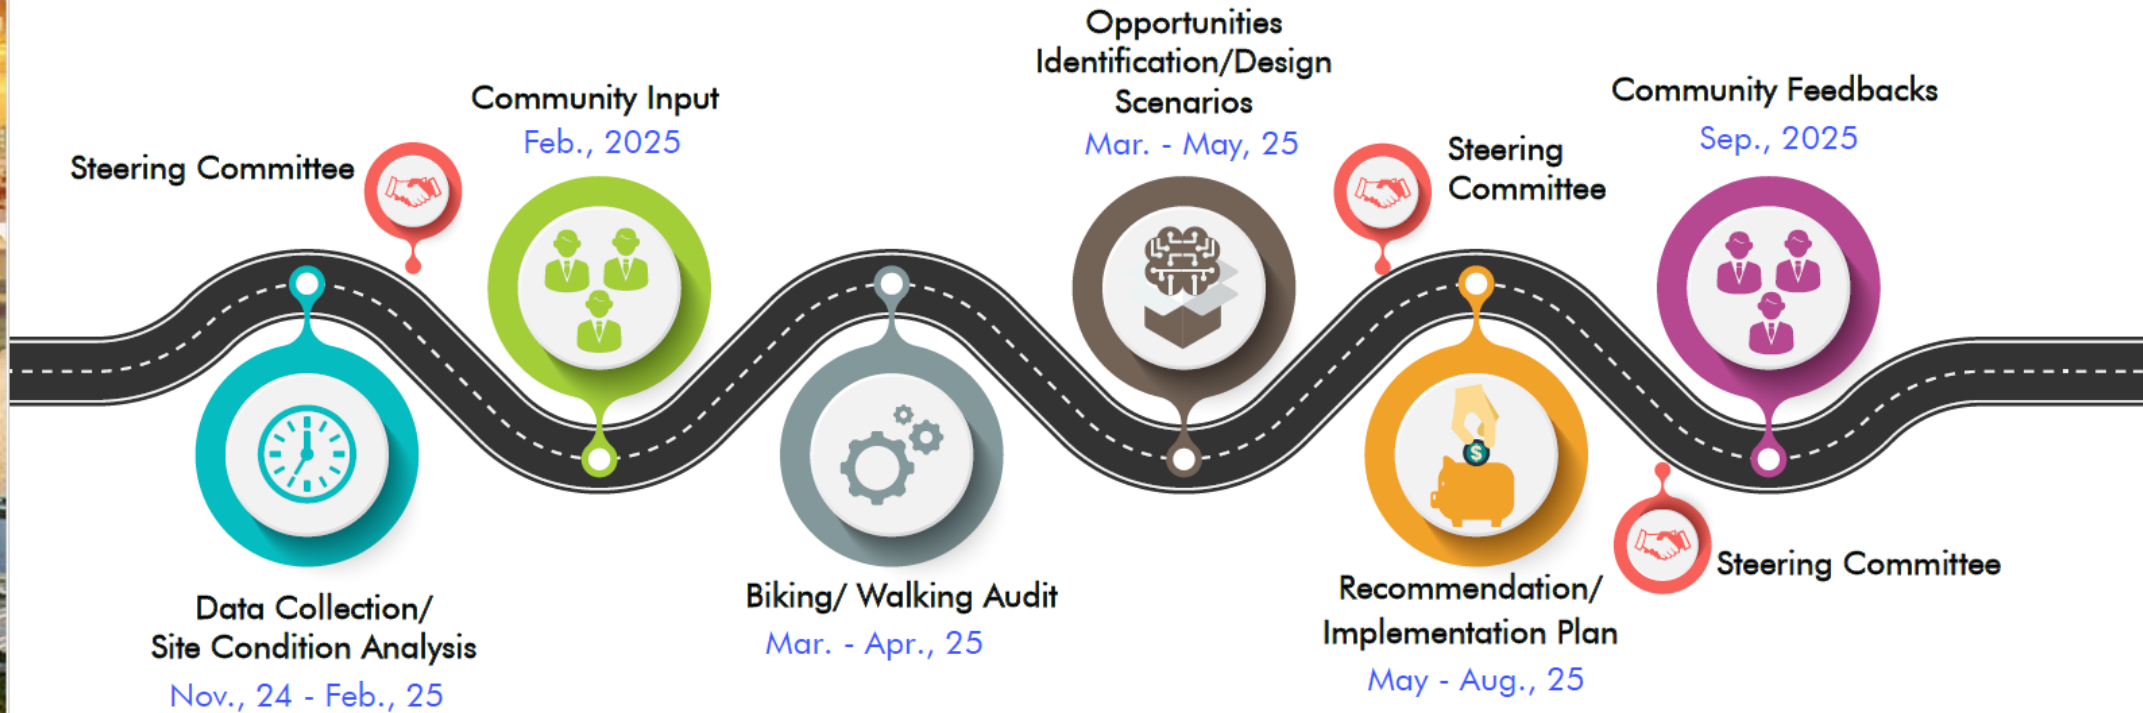 Steering Committee
Data Collection/
Site Condition Analysis
Nov., 24 - Feb., 25
Community Input
Feb., 2025
Biking/ Walking Audit
Mar. - Apr., 25
Opportunities
Identification/Design
Scenarios
Mar. - May, 25
Steering
Committee
$
Recommendation/
Implementation Plan
May - Aug., 25
Community Feedbacks
Sep., 2025
Steering Committee